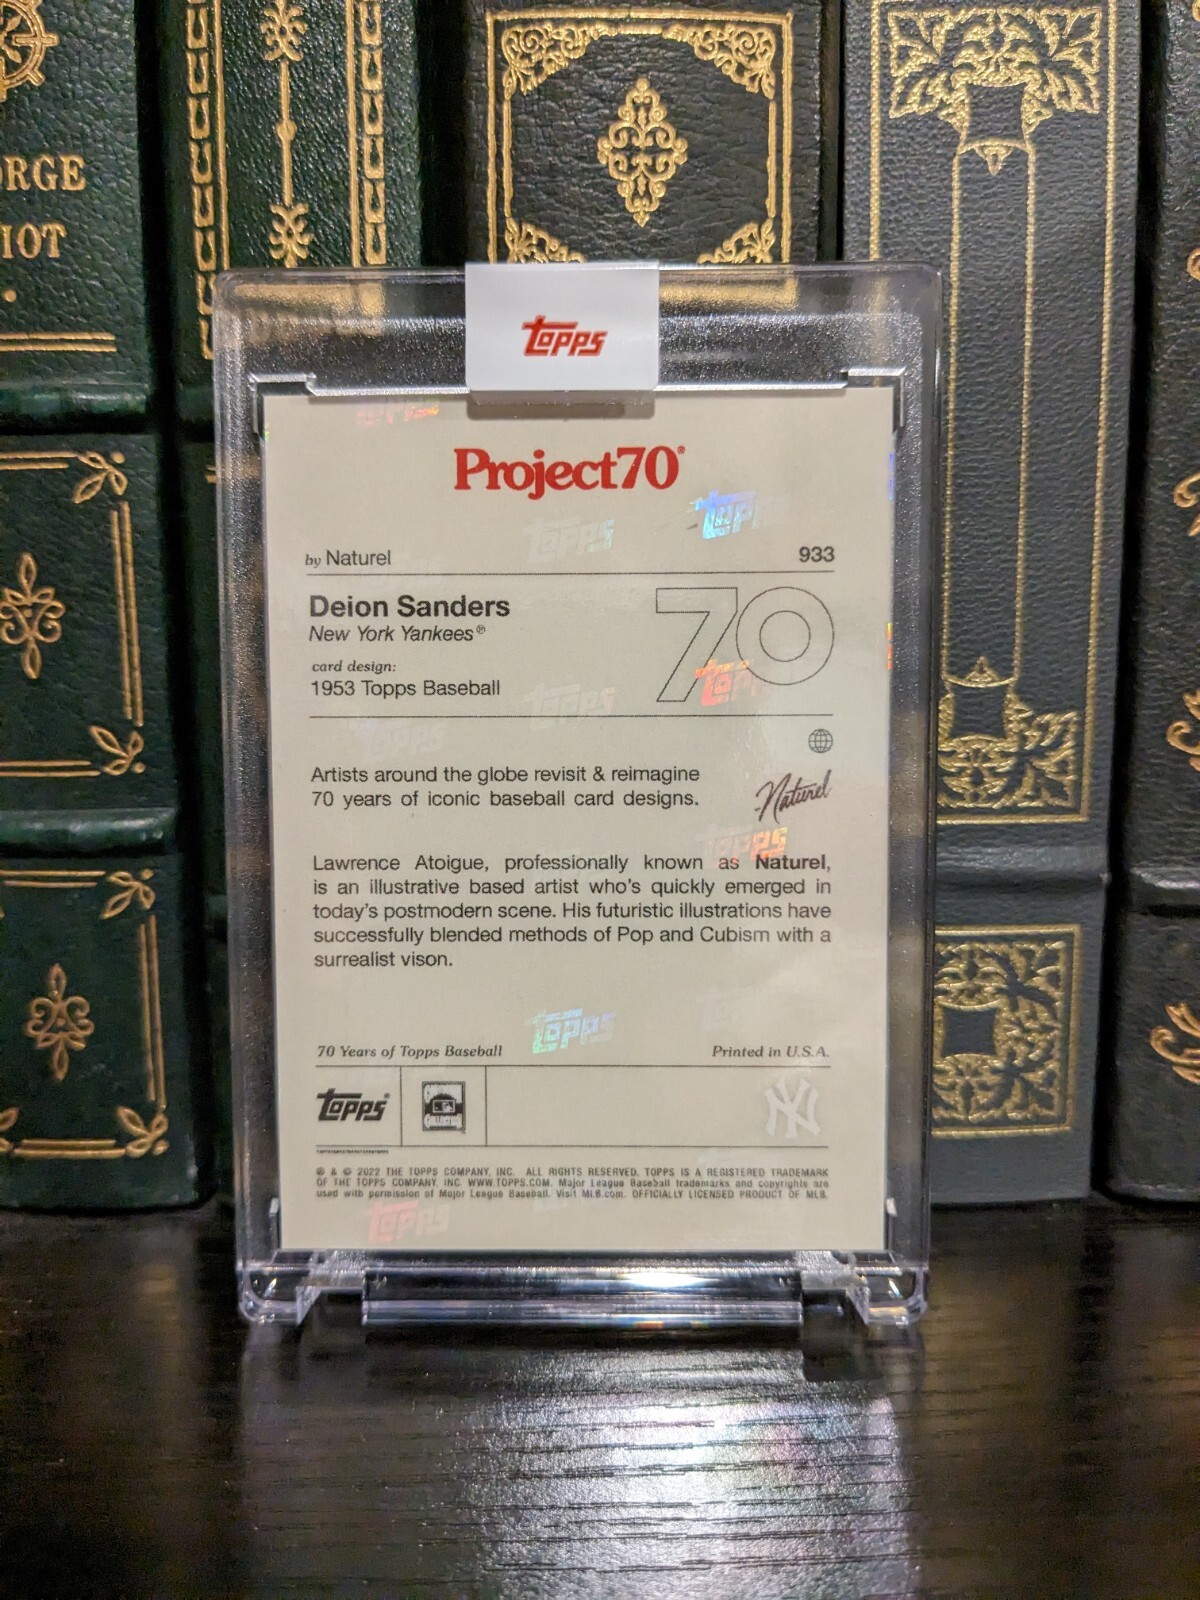 ORGE
IOT
Topps
Project70®
by Naturel
933
Deion Sanders
New York Yankees®
card design:
1953 Topps Baseball
70
Artists around the globe revisit & reimagine
70 years of iconic baseball card designs.
Naturel
Lawrence Atoigue, professionally known as Naturel,
is an illustrative based artist who's quickly emerged in
today's postmodern scene. His futuristic illustrations have
successfully blended methods of Pop and Cubism with a
surrealist vison.
70 Years of Topps Baseball
Printed in U.S.A.
Topps®
NY
® & © 2022 THE TOPPS COMPANY, INC. ALL RIGHTS RESERVED. TOPPS IS A REGISTERED TRADEMARK
OF THE TOPPS COMPANY, INC. WWW.TOPPS.COM. Major League Baseball trademarks and copyrights are
used with permission of Major League Baseball. Visit MLB.com. OFFICIALLY LICENSED PRODUCT OF MLB.